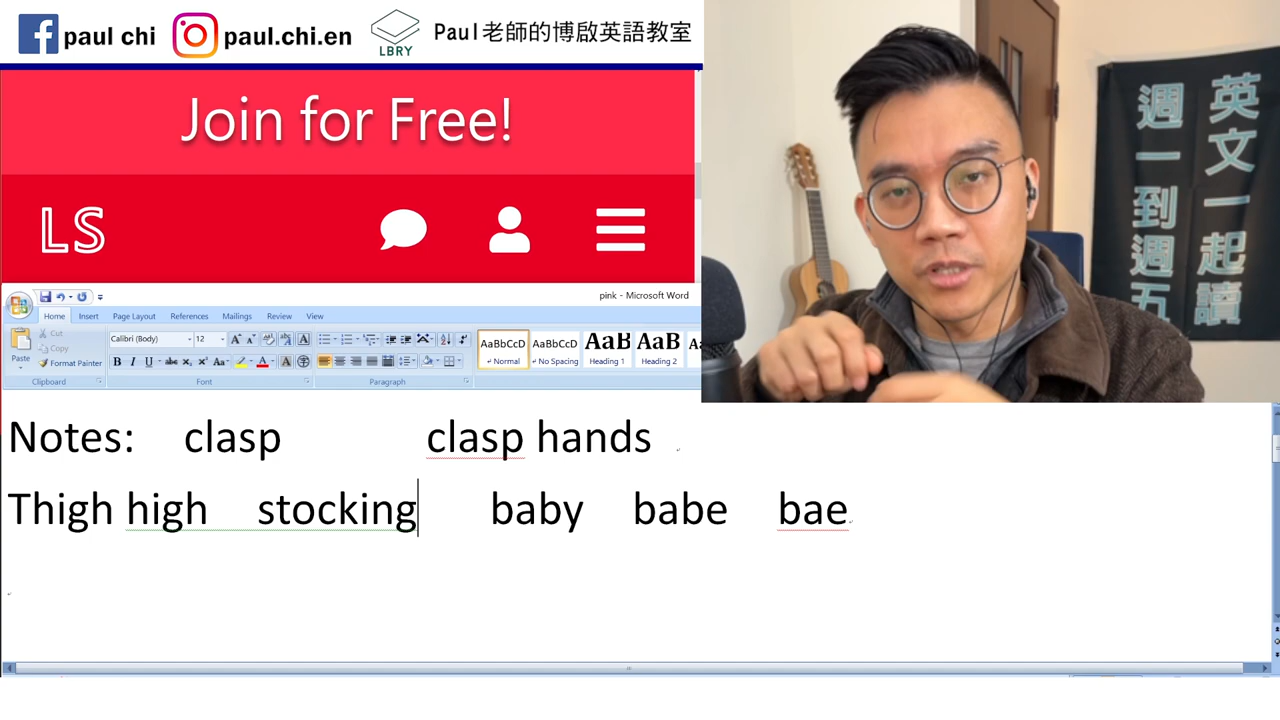 paul chi paul.chi.en LBRY Paul老師的博啟英語教室
Join for Free!
LS
pink - Microsoft Word
Home Insert Page Layout References Mailings Review View
Paste
Cut
Copy
Format Painter
Calibri (Body) 12
AaBbCcD AaBbCcD AaB AaB
Normal No Spacing Heading 1 Heading 2
Clipboard Font Paragraph
Notes: clasp clasp hands
Thigh high stocking baby babe bae
英文一起讀
週一到週五